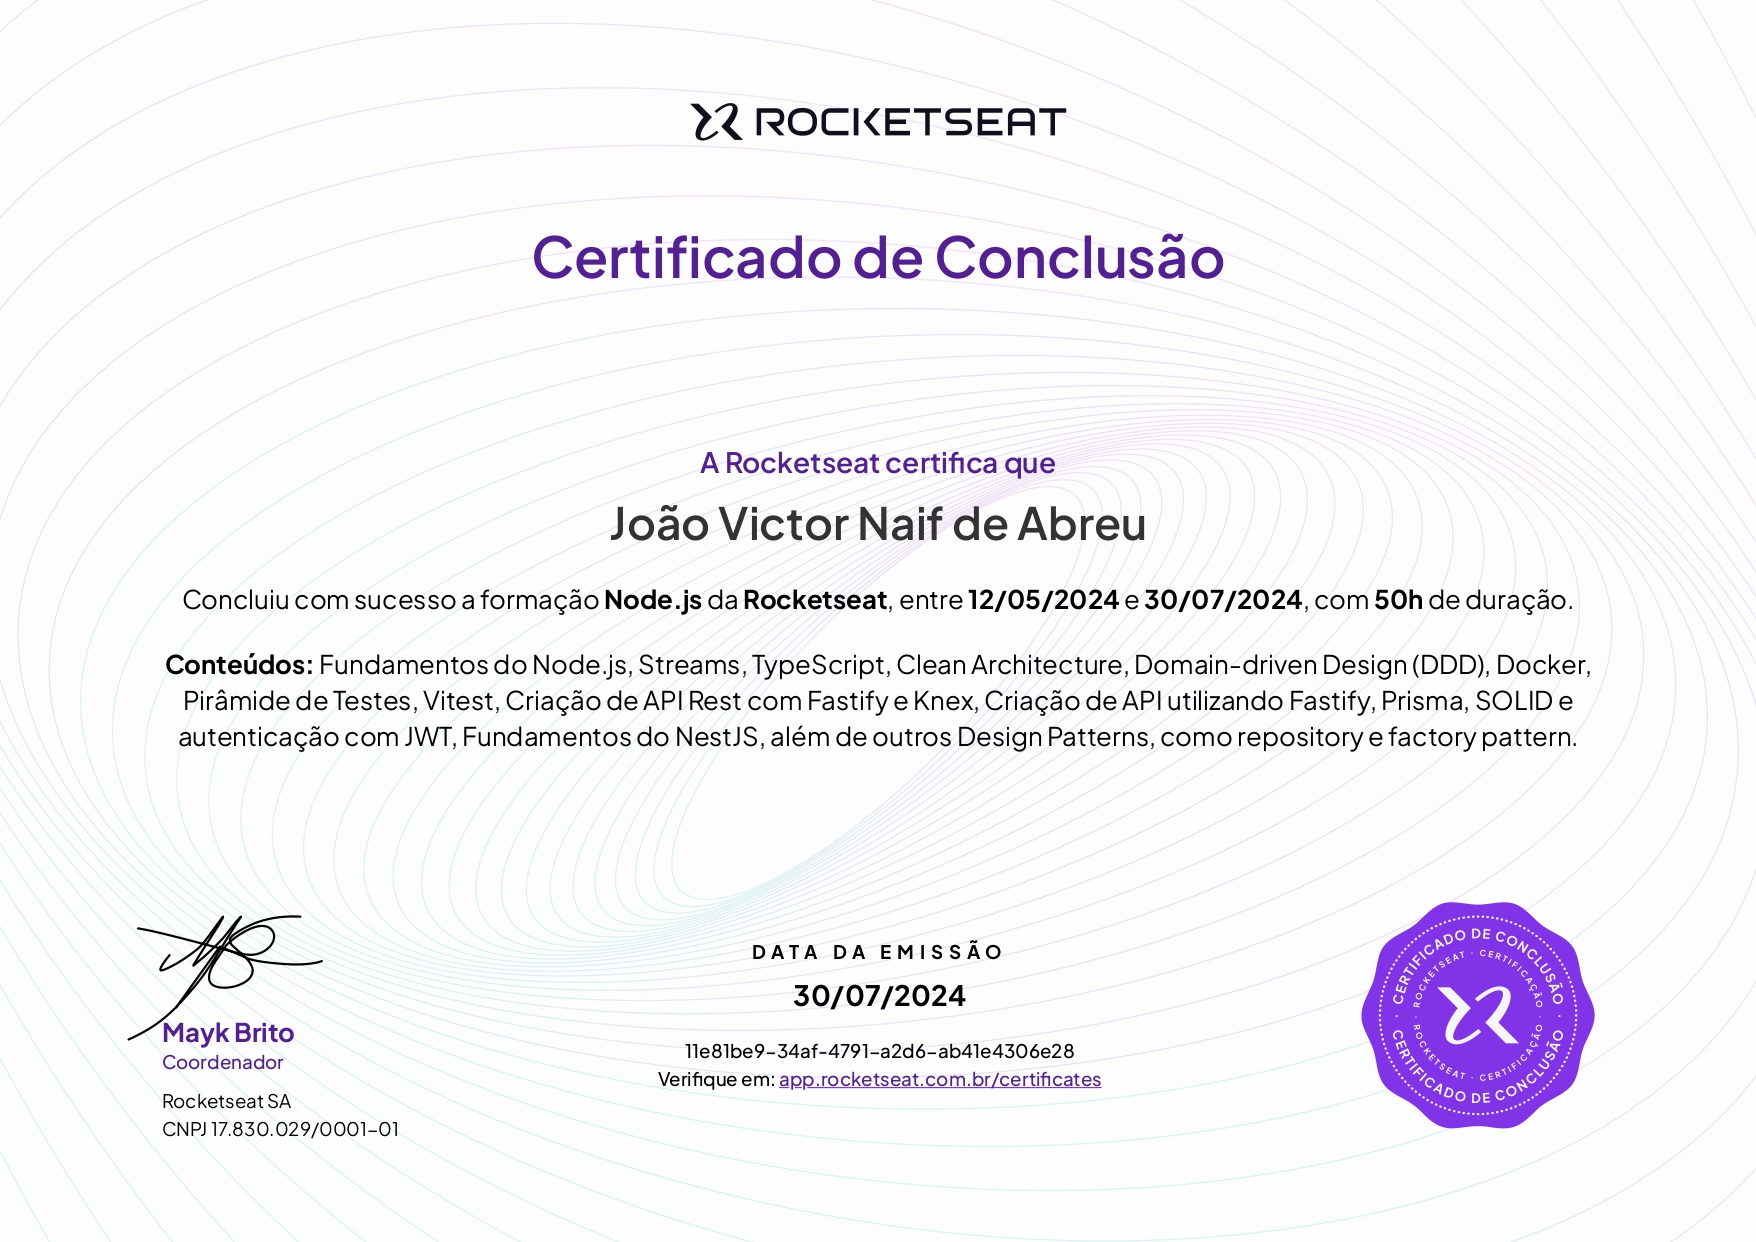 ROCKETSEAT
Certificado de Conclusão
A Rocketseat certifica que
João Victor Naif de Abreu
Concluiu com sucesso a formação Node.js da Rocketseat, entre 12/05/2024 e 30/07/2024, com 50h de duração.
Conteúdos: Fundamentos do Node.js, Streams, TypeScript, Clean Architecture, Domain-driven Design (DDD), Docker,
Pirâmide de Testes, Vitest, Criação de API Rest com Fastify e Knex, Criação de API utilizando Fastify, Prisma, SOLID e
autenticação com JWT, Fundamentos do NestJS, além de outros Design Patterns, como repository e factory pattern.
Mayk Brito
Coordenador
Rocketseat SA
CNPJ 17.830.029/0001-01
DATA DA EMISSÃO
30/07/2024
11e81be9-34af-4791-a2d6-ab41e4306e28
Verifique em: app.rocketseat.com.br/certificates
CERTIFICADO DE CONCLUSÃO
ROCKETSEAT · CERTIFICAÇÃO
ROCKETSEAT · CERTIFICAÇÃO
CERTIFICADO DE CONCLUSÃO